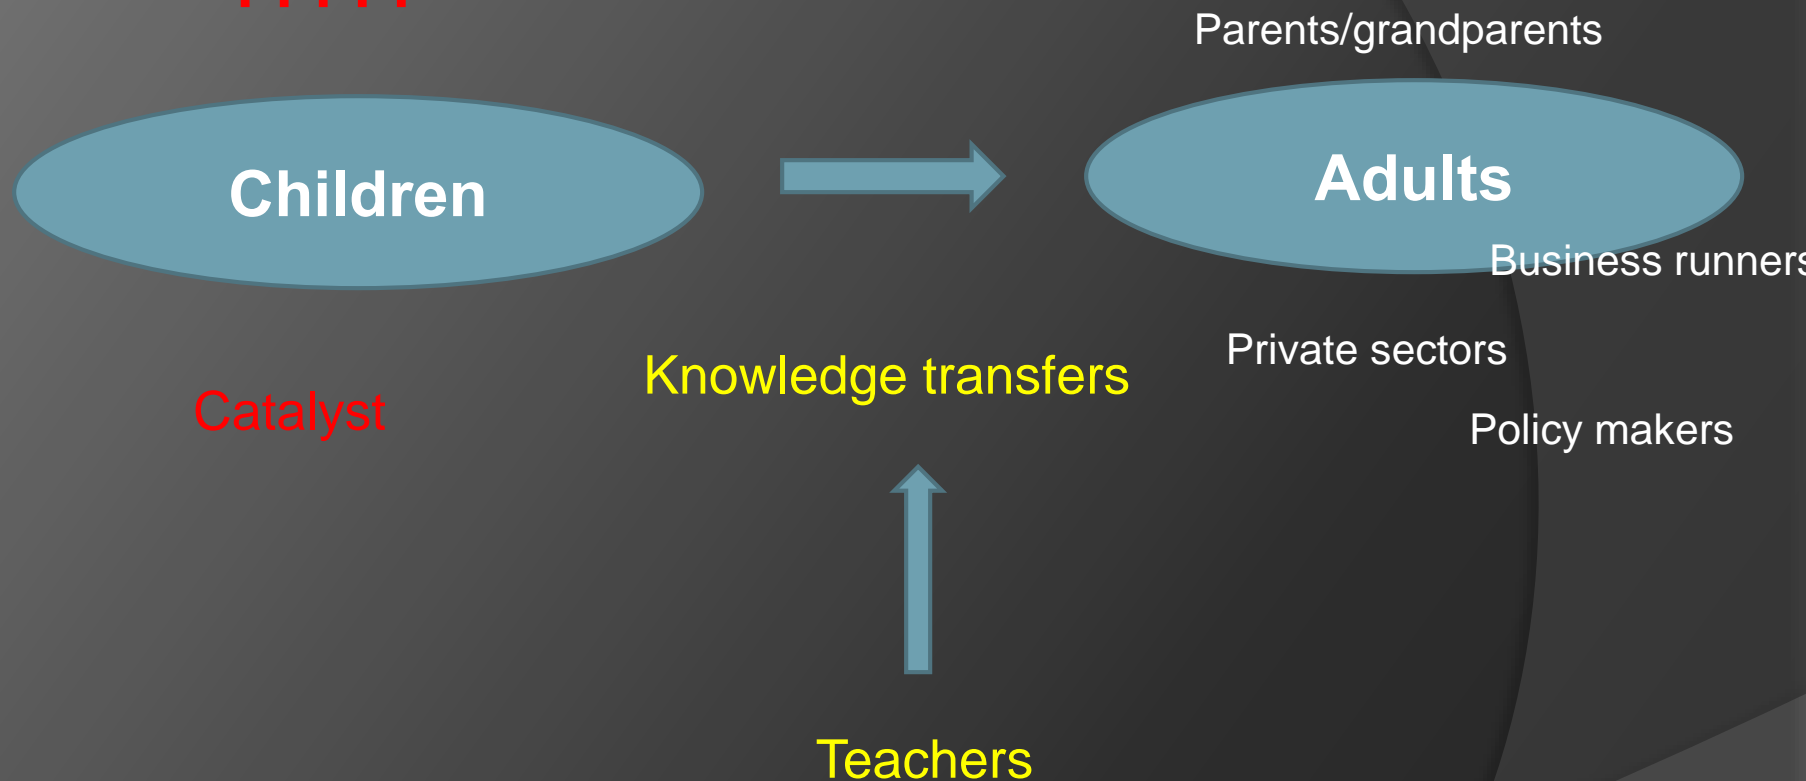 Parents/grandparents
Children
Adults
Business runners
Private sectors
Knowledge transfers
Catalyst
Policy makers
Teachers